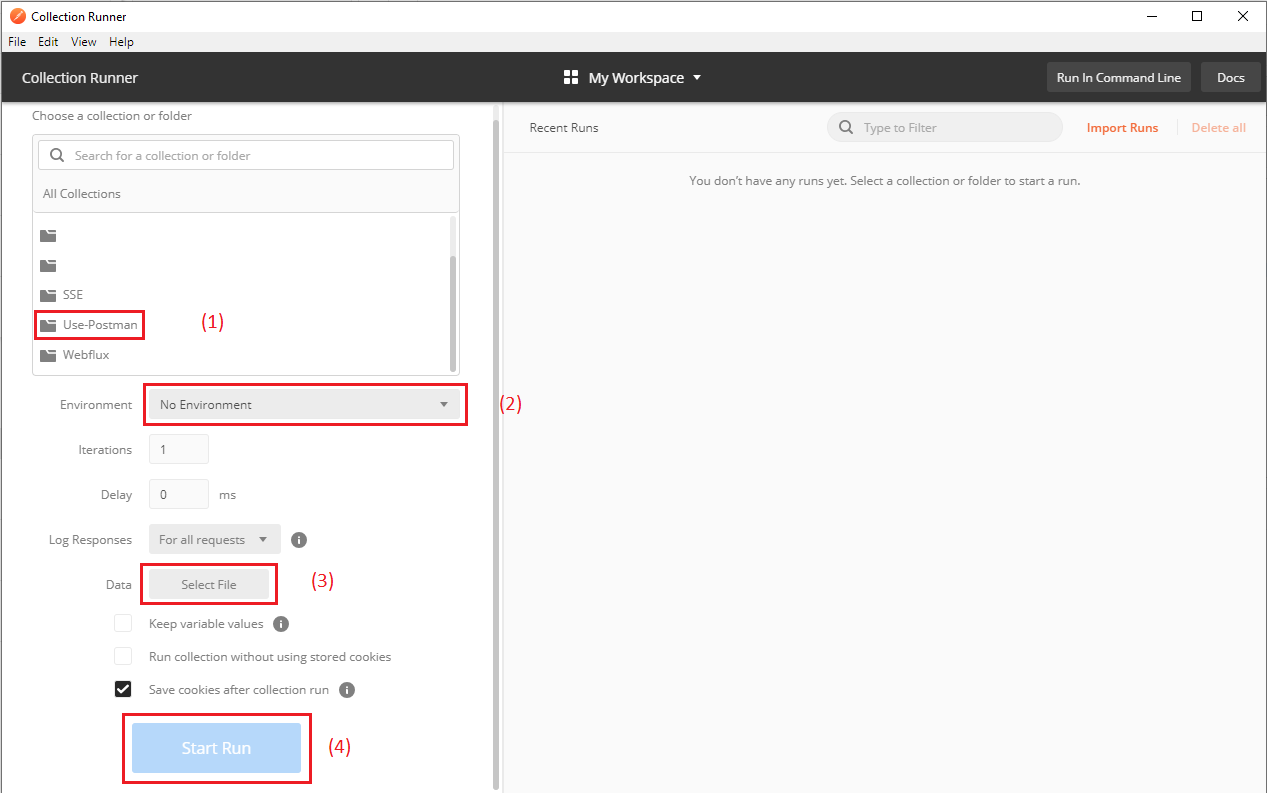 Collection Runner
File Edit View Help
Collection Runner
My Workspace
Run In Command Line
Docs
Choose a collection or folder
Search for a collection or folder
All Collections
SSE
Use-Postman
(1)
Webflux
Environment
No Environment
(2)
Iterations
1
Delay
0
ms
Log Responses
For all requests
Data
Select File
(3)
Keep variable values
Run collection without using stored cookies
Save cookies after collection run
Start Run
(4)
Recent Runs
Type to Filter
Import Runs
Delete all
You don't have any runs yet. Select a collection or folder to start a run.